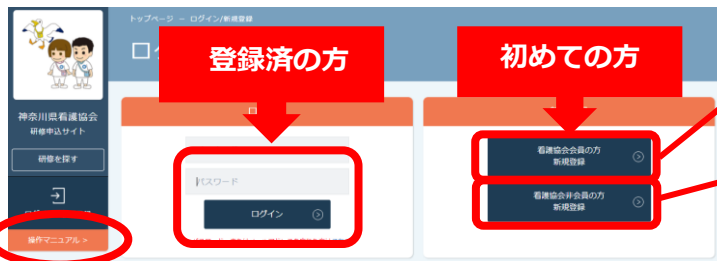 トップページ － ログイン/新規登録
ロ
登録済の方
初めての方
神奈川県看護協会
研修申込サイト
研修を探す
操作マニュアル >
パスワード
ログイン
看護協会会員の方
新規登録
看護協会非会員の方
新規登録